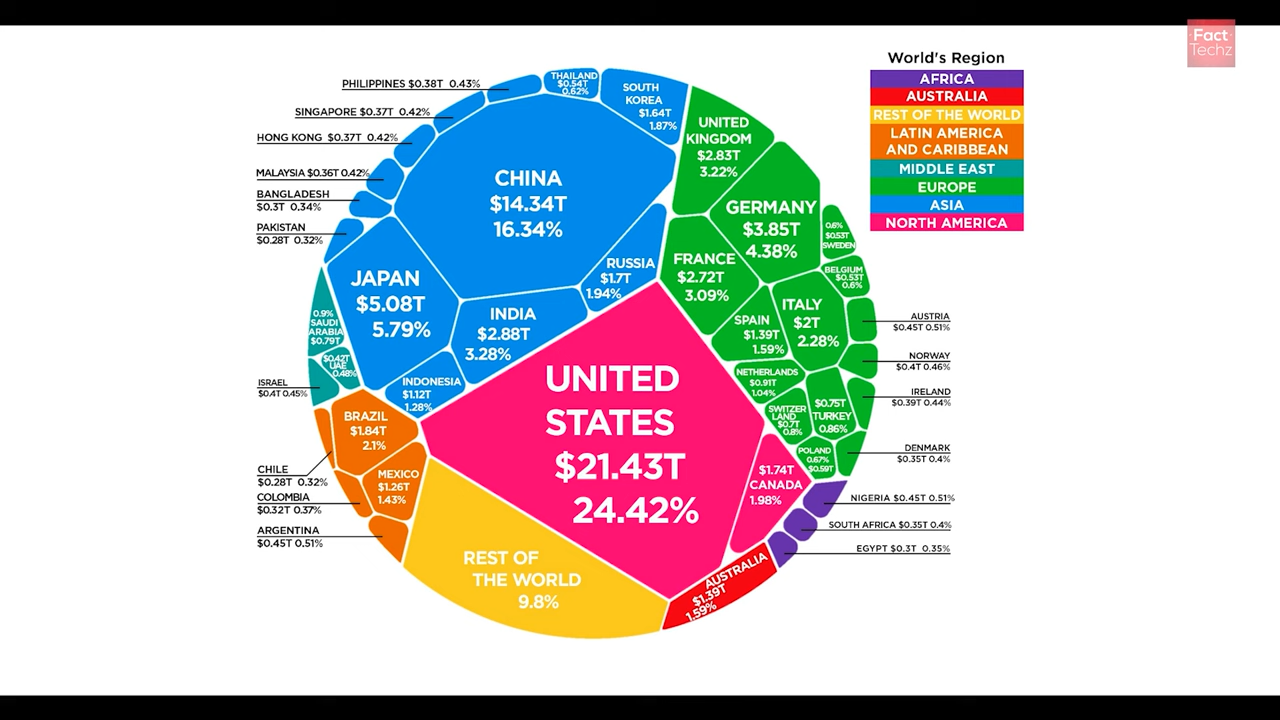 Fact
Techz
World's Region
AFRICA
AUSTRALIA
REST OF THE WORLD
LATIN AMERICA
AND CARIBBEAN
MIDDLE EAST
EUROPE
ASIA
NORTH AMERICA
PHILIPPINES $0.38T 0.43%
SINGAPORE $0.37T 0.42%
HONG KONG $0.37T 0.42%
MALAYSIA $0.36T 0.42%
BANGLADESH
$0.3T 0.34%
PAKISTAN
$0.28T 0.32%
THAILAND
$0.54T
0.62%
SOUTH
KOREA
$1.64T
1.87%
CHINA
$14.34T
16.34%
JAPAN
$5.08T
5.79%
INDIA
$2.88T
3.28%
RUSSIA
$1.7T
1.94%
INDONESIA
$1.12T
1.28%
0.9%
SAUDI
ARABIA
$0.79T
$0.42T
UAE
0.48%
ISRAEL
$0.4T 0.45%
UNITED
KINGDOM
$2.83T
3.22%
GERMANY
$3.85T
4.38%
FRANCE
$2.72T
3.09%
ITALY
$2T
2.28%
SPAIN
$1.39T
1.59%
NETHERLANDS
$0.91T
1.04%
SWITZER
LAND
$0.7T
0.8%
$0.75T
TURKEY
0.86%
POLAND
0.67%
$0.59T
0.6%
$0.53T
SWEDEN
BELGIUM
$0.53T
0.6%
AUSTRIA
$0.45T 0.51%
NORWAY
$0.4T 0.46%
IRELAND
$0.39T 0.44%
DENMARK
$0.35T 0.4%
NIGERIA $0.45T 0.51%
SOUTH AFRICA $0.35T 0.4%
EGYPT $0.3T 0.35%
UNITED
STATES
$21.43T
24.42%
$1.74T
CANADA
1.98%
AUSTRALIA
$1.39T
1.59%
REST OF
THE WORLD
9.8%
BRAZIL
$1.84T
2.1%
MEXICO
$1.26T
1.43%
CHILE
$0.28T 0.32%
COLOMBIA
$0.32T 0.37%
ARGENTINA
$0.45T 0.51%